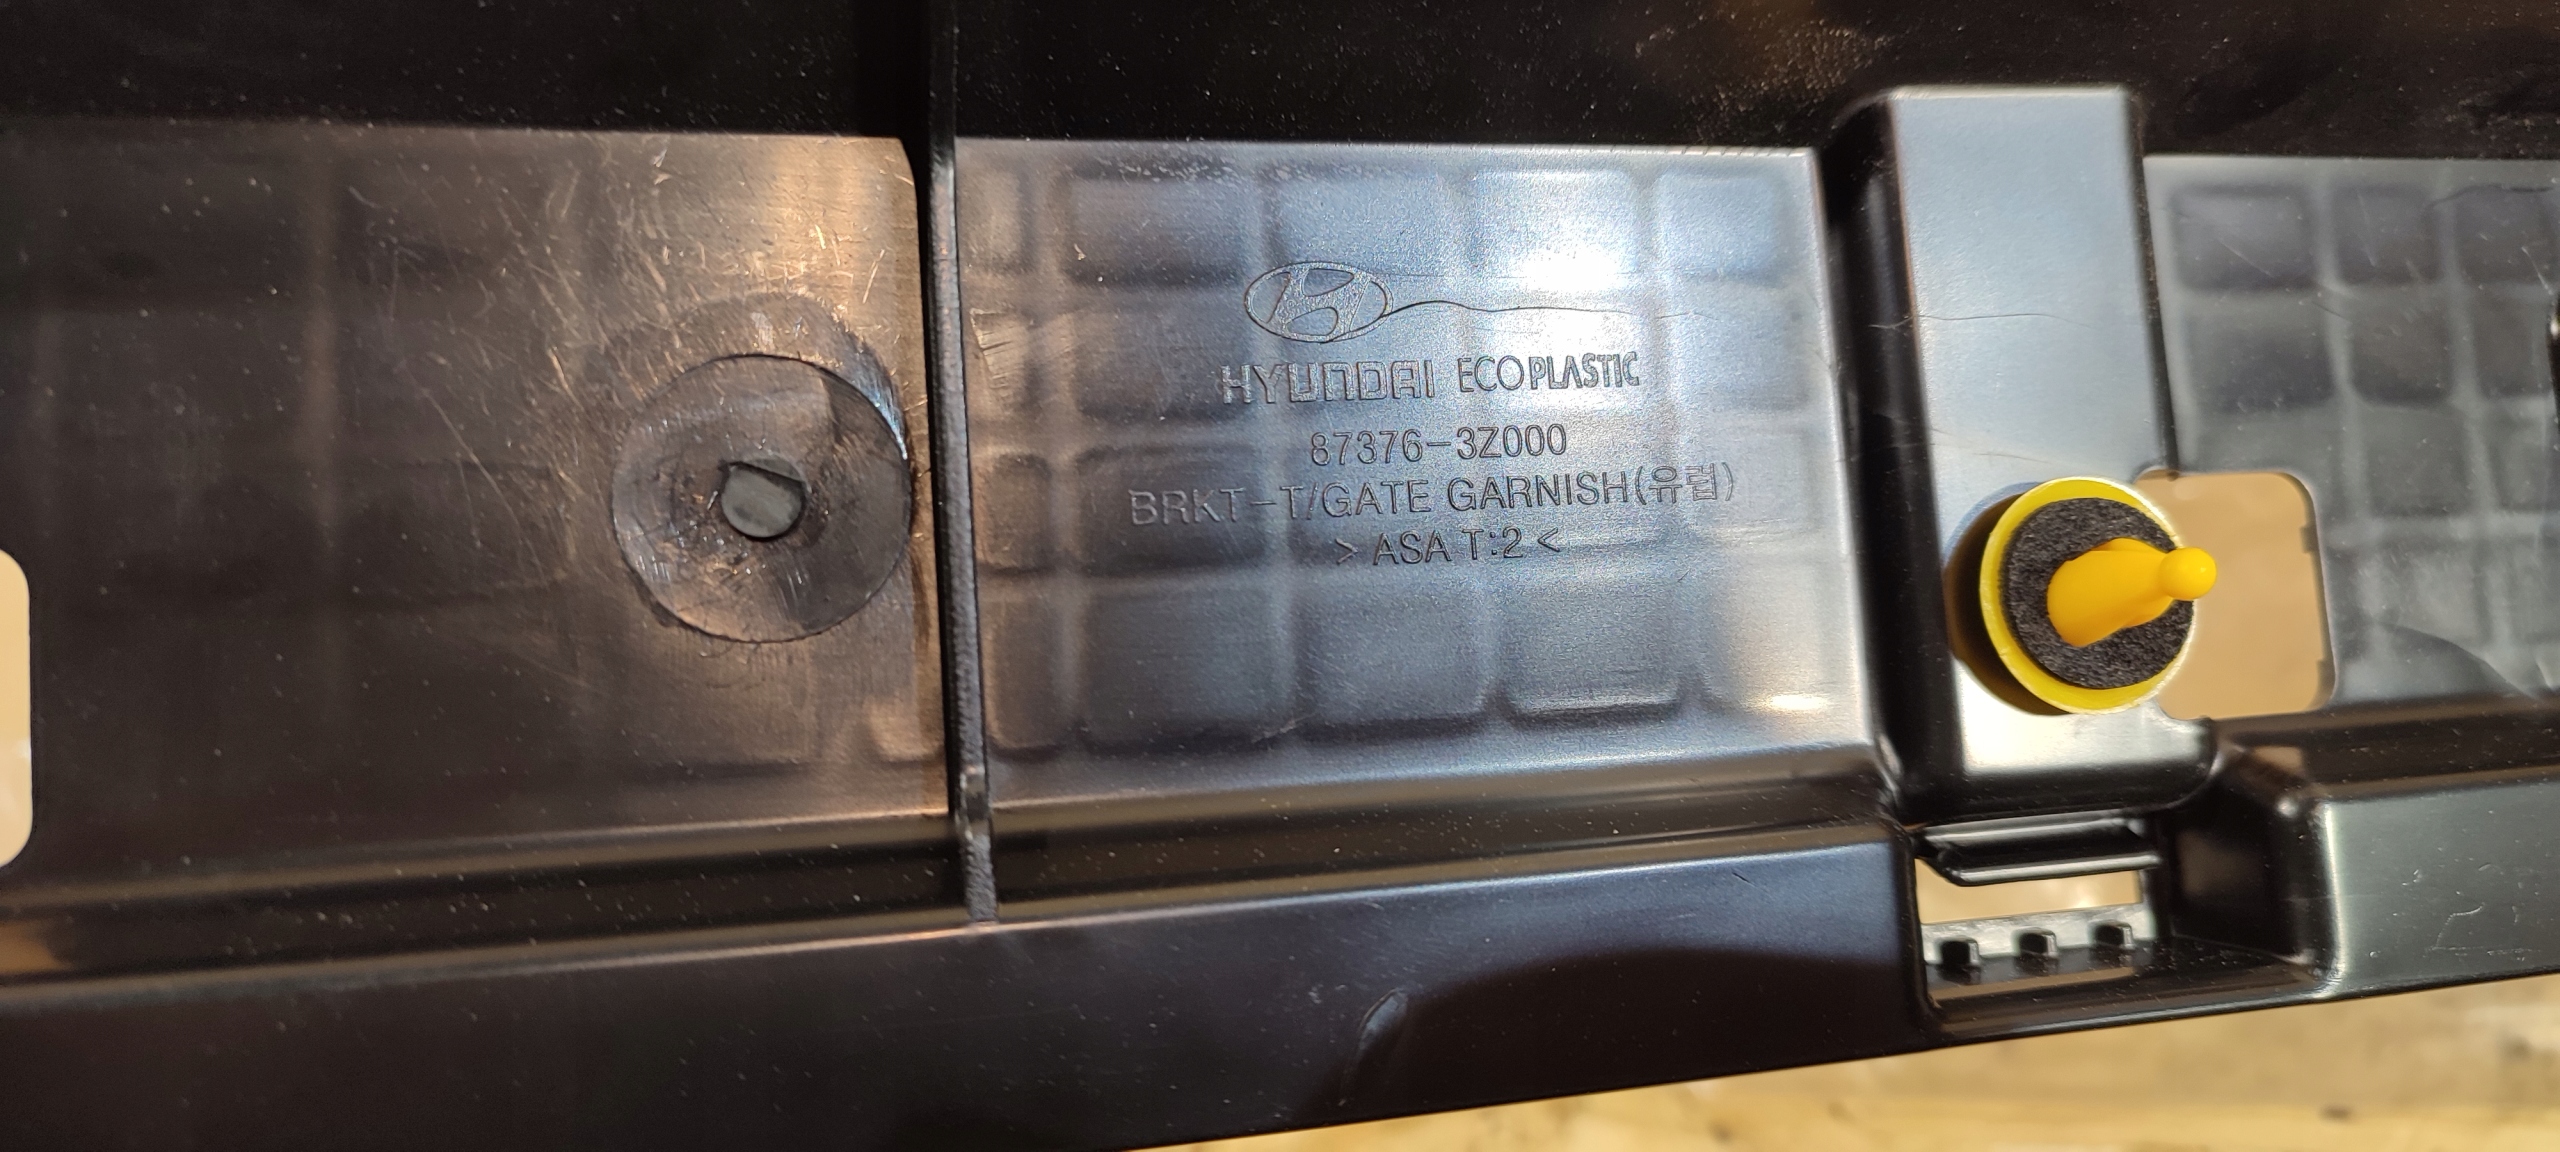 HYUNDAI ECOPLASTIC
87376-3Z000
BRKT-T/GATE GARNISH(유럽)
> ASA T:2 <